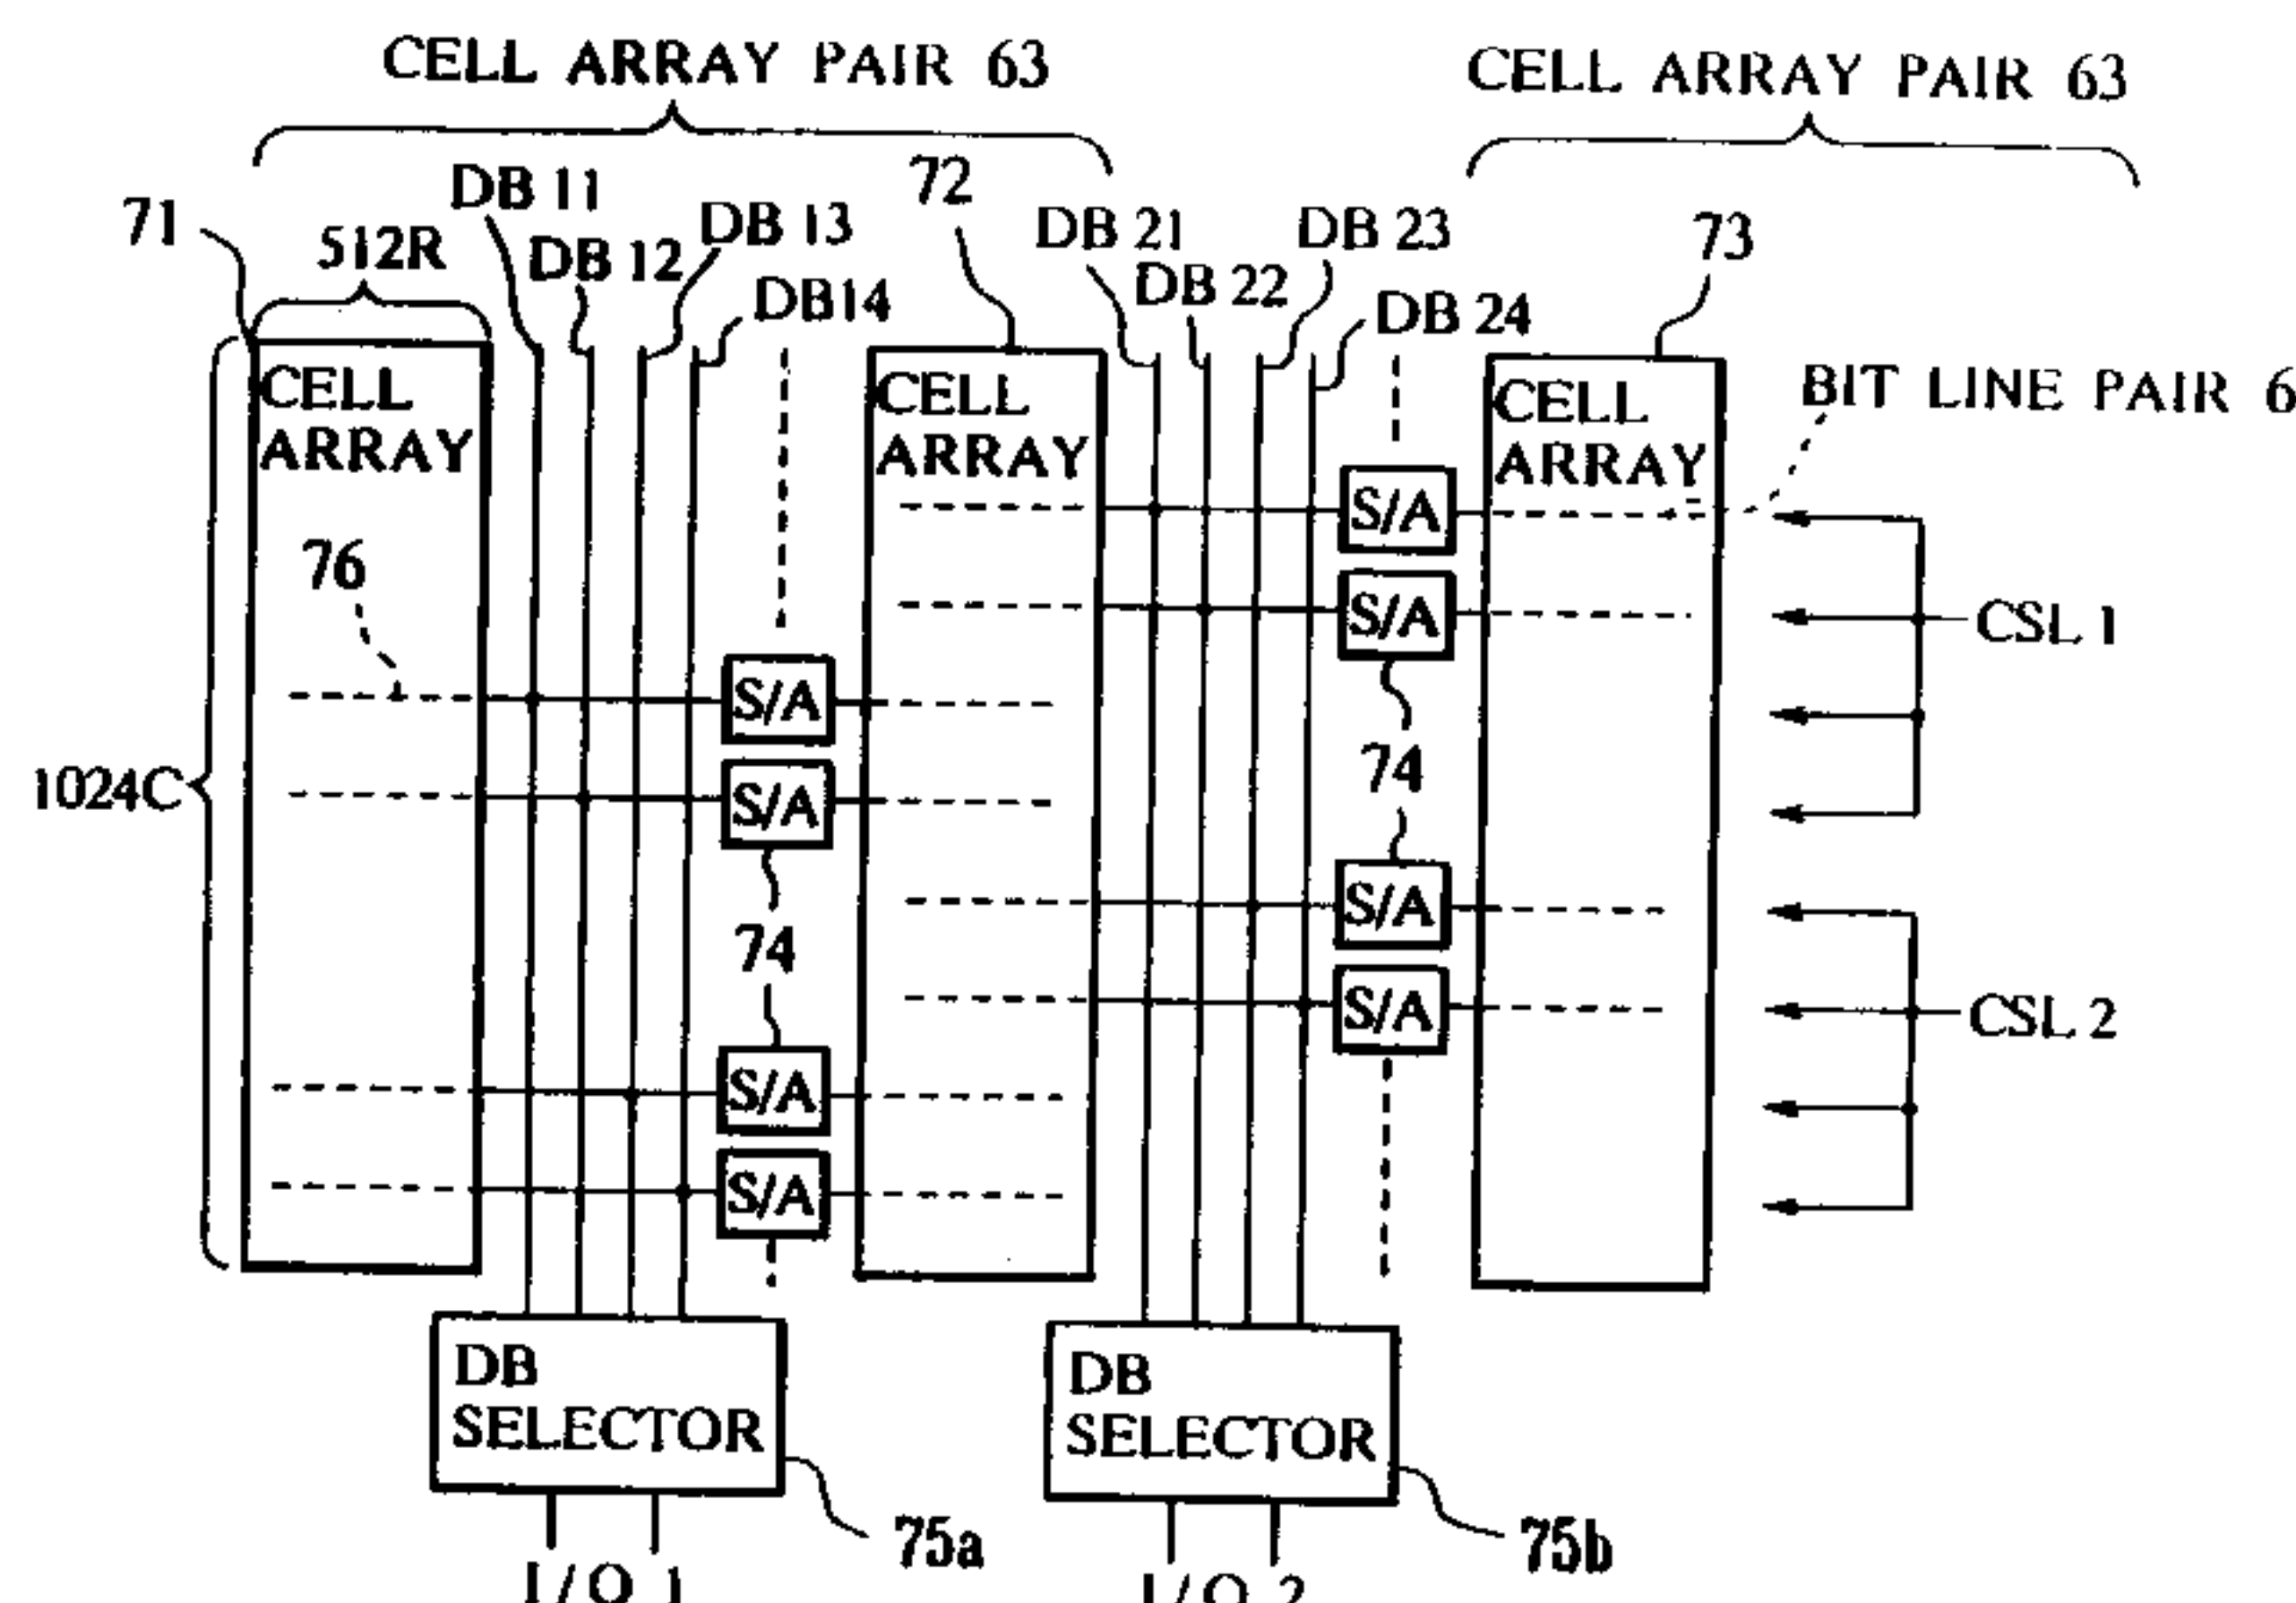 CELL ARRAY PAIR 63
CELL ARRAY PAIR 63
71
512R
DB 11
DB 12
DB 13
DB14
72
DB 21
DB 22
DB 23
DB 24
73
CELL
ARRAY
CELL
ARRAY
CELL
ARRAY
BIT LINE PAIR 6
76
S/A
S/A
S/A
S/A
CSL 1
74
1024C
74
S/A
S/A
CSL 2
S/A
S/A
DB
SELECTOR
DB
SELECTOR
75a
75b
I/O 1
I/O 2